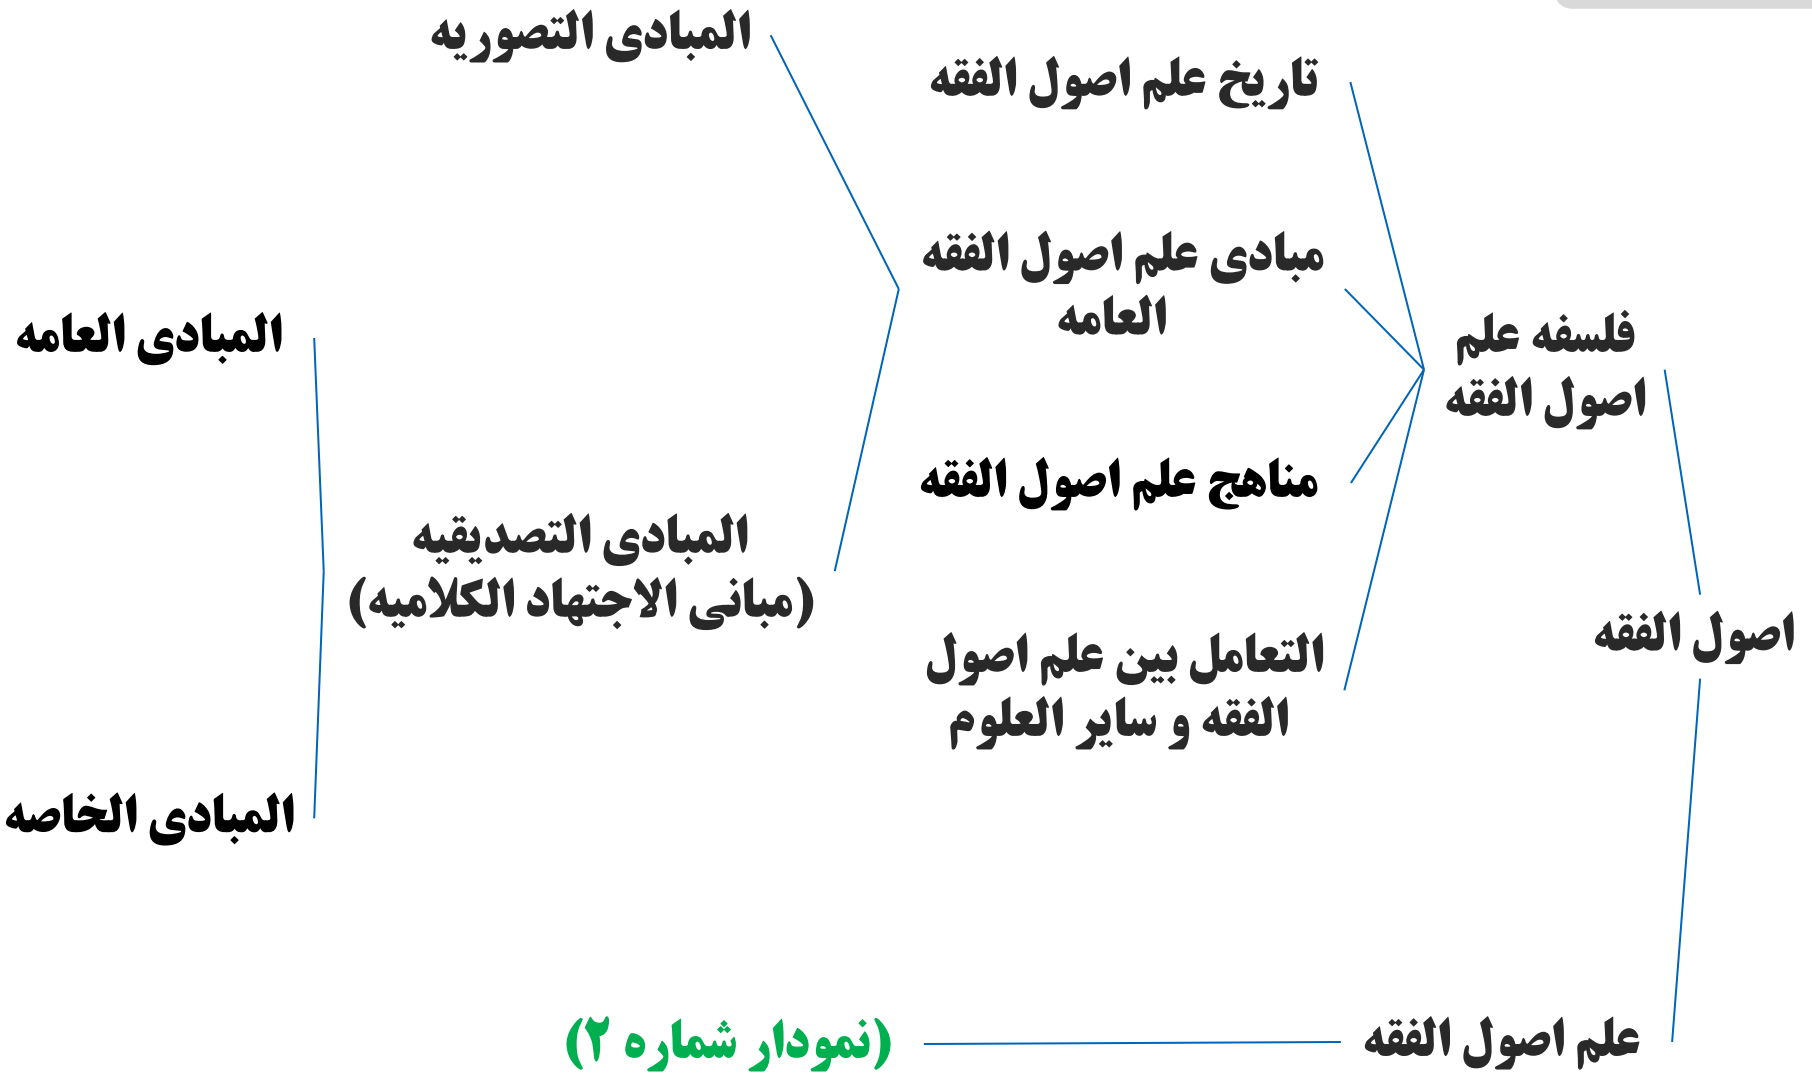 اصول الفقه
فلسفه علم
اصول الفقه
تاریخ علم اصول الفقه
مبادی علم اصول الفقه
العامه
المبادی التصوریه
المبادی التصدیقیه
(مبانی الاجتهاد الکلامیه)
المبادی العامه
المبادی الخاصه
مناهج علم اصول الفقه
التعامل بین علم اصول
الفقه و سایر العلوم
علم اصول الفقه
(نمودار شماره ۲)